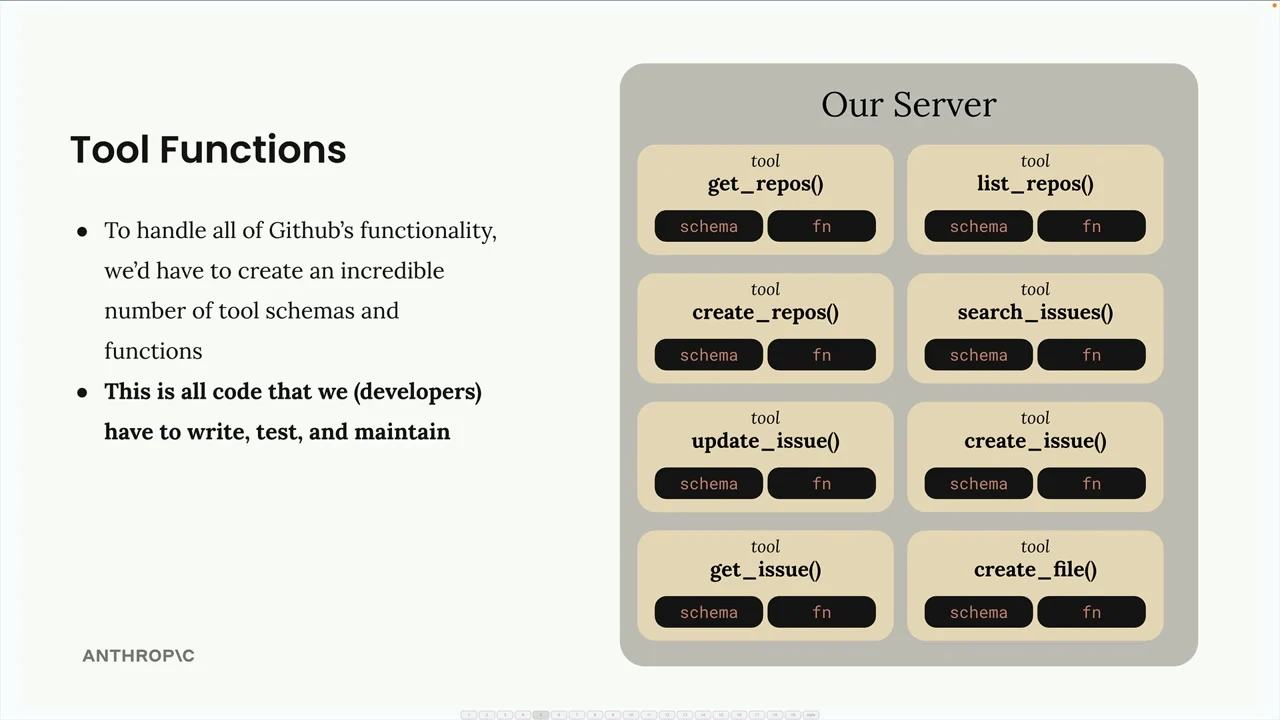 Tool Functions
● To handle all of Github’s functionality,
we’d have to create an incredible
number of tool schemas and
functions
● This is all code that we (developers)
have to write, test, and maintain
ANTHROP\C
Our Server
tool
get_repos()
schema fn
tool
list_repos()
schema fn
tool
create_repos()
schema fn
tool
search_issues()
schema fn
tool
update_issue()
schema fn
tool
create_issue()
schema fn
tool
get_issue()
schema fn
tool
create_file()
schema fn